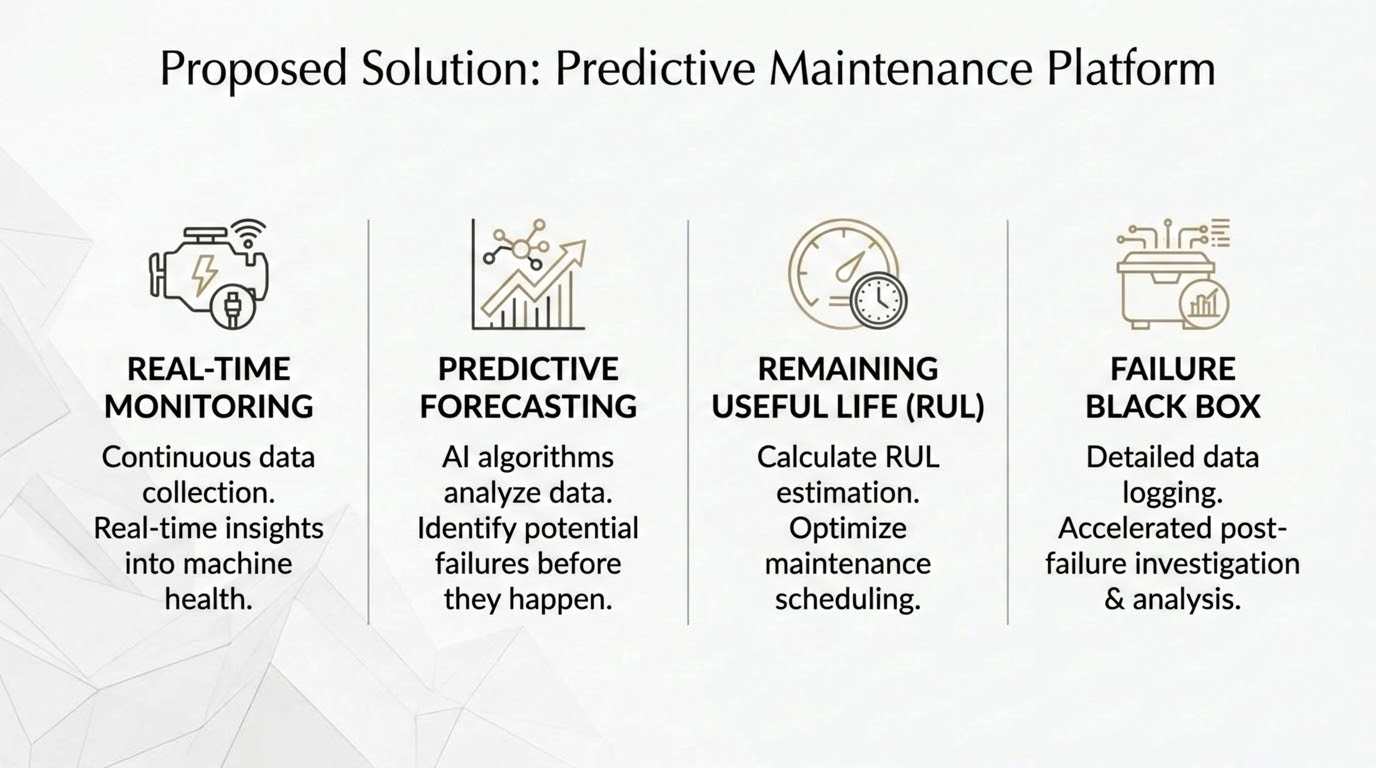 Proposed Solution: Predictive Maintenance Platform
REAL-TIME
MONITORING
Continuous data
collection.
Real-time insights
into machine
health.
PREDICTIVE
FORECASTING
AI algorithms
analyze data.
Identify potential
failures before
they happen.
REMAINING
USEFUL LIFE (RUL)
Calculate RUL
estimation.
Optimize
maintenance
scheduling.
FAILURE
BLACK BOX
Detailed data
logging.
Accelerated post-
failure investigation
& analysis.